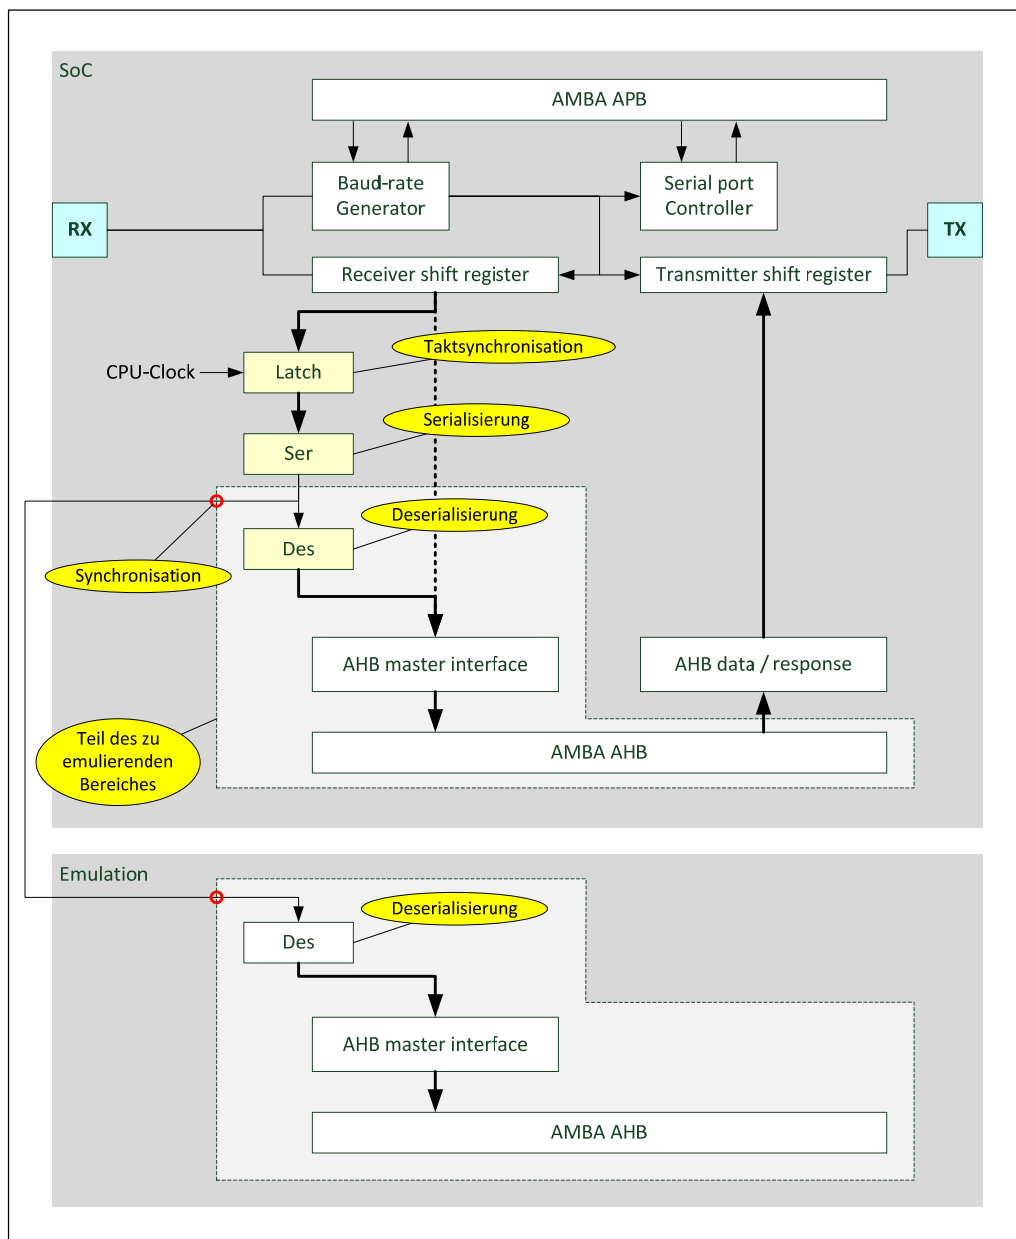 SoC
AMBA APB
Baud-rate
Generator
Serial port
Controller
RX
TX
Receiver shift register
Transmitter shift register
Taktsynchronisation
CPU-Clock
Latch
Serialisierung
Ser
Deserialisierung
Des
Synchronisation
AHB master interface
AHB data / response
Teil des zu
emulierenden
Bereiches
AMBA AHB
Emulation
Deserialisierung
Des
AHB master interface
AMBA AHB